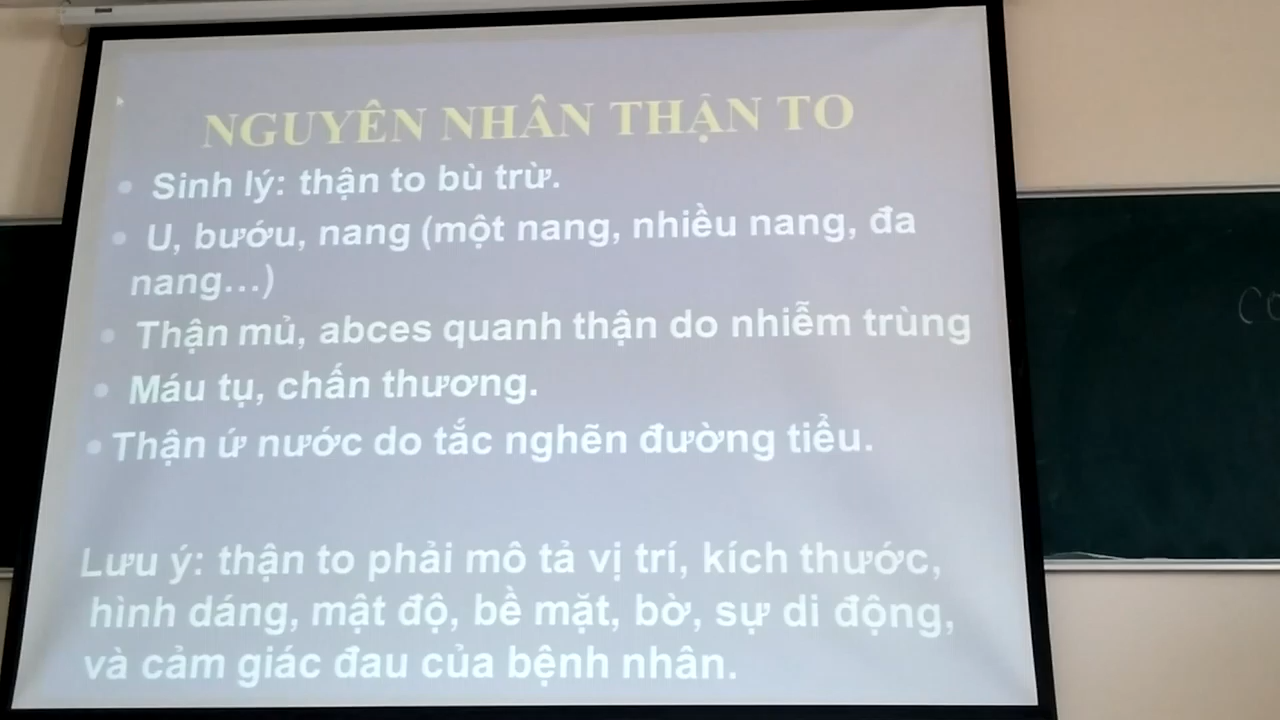 NGUYÊN NHÂN THẬN TO
• Sinh lý: thận to bù trừ.
• U, bướu, nang (một nang, nhiều nang, đa
nang...)
• Thận mủ, abces quanh thận do nhiễm trùng
• Máu tụ, chấn thương.
• Thận ứ nước do tắc nghẽn đường tiểu.
Lưu ý: thận to phải mô tả vị trí, kích thước,
hình dáng, mật độ, bề mặt, bờ, sự di động,
và cảm giác đau của bệnh nhân.